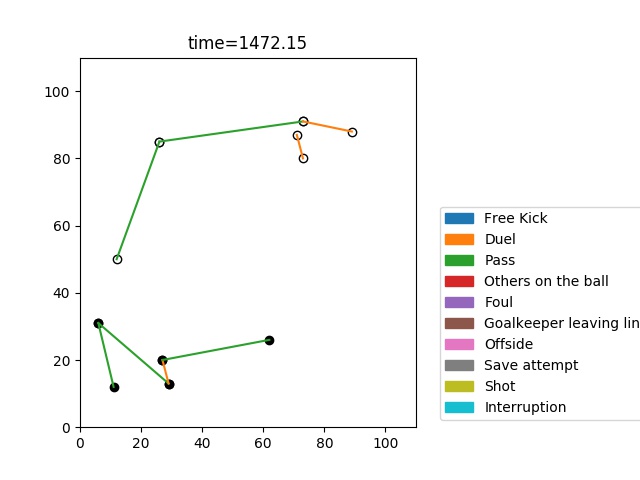 time=1472.15
100
80
60
40
20
0
0 20 40 60 80 100
Free Kick
Duel
Pass
Others on the ball
Foul
Goalkeeper leaving lin
Offside
Save attempt
Shot
Interruption